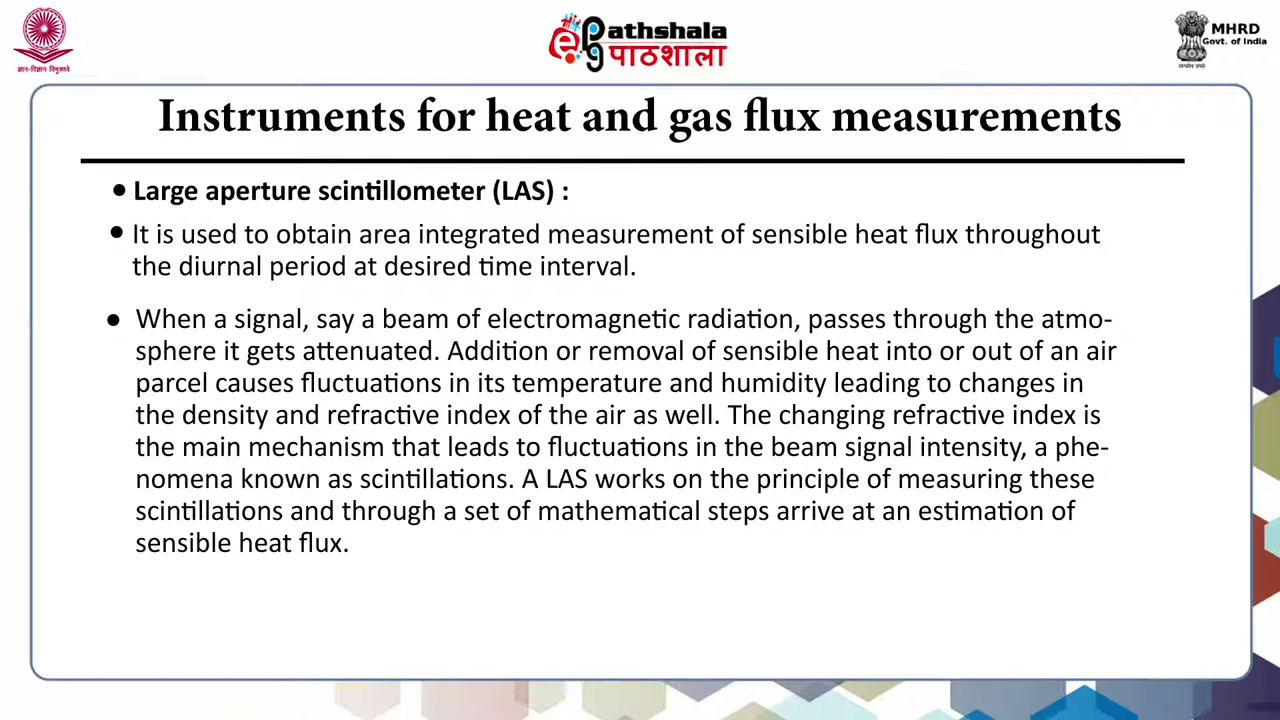 ज्ञान-विज्ञान विमुक्तये
ePathshala
पाठशाला
MHRD
Govt. of India
सत्यमेव जयते
Instruments for heat and gas flux measurements
● Large aperture scintillometer (LAS) :
● It is used to obtain area integrated measurement of sensible heat flux throughout
the diurnal period at desired time interval.
● When a signal, say a beam of electromagnetic radiation, passes through the atmo-
sphere it gets attenuated. Addition or removal of sensible heat into or out of an air
parcel causes fluctuations in its temperature and humidity leading to changes in
the density and refractive index of the air as well. The changing refractive index is
the main mechanism that leads to fluctuations in the beam signal intensity, a phe-
nomena known as scintillations. A LAS works on the principle of measuring these
scintillations and through a set of mathematical steps arrive at an estimation of
sensible heat flux.